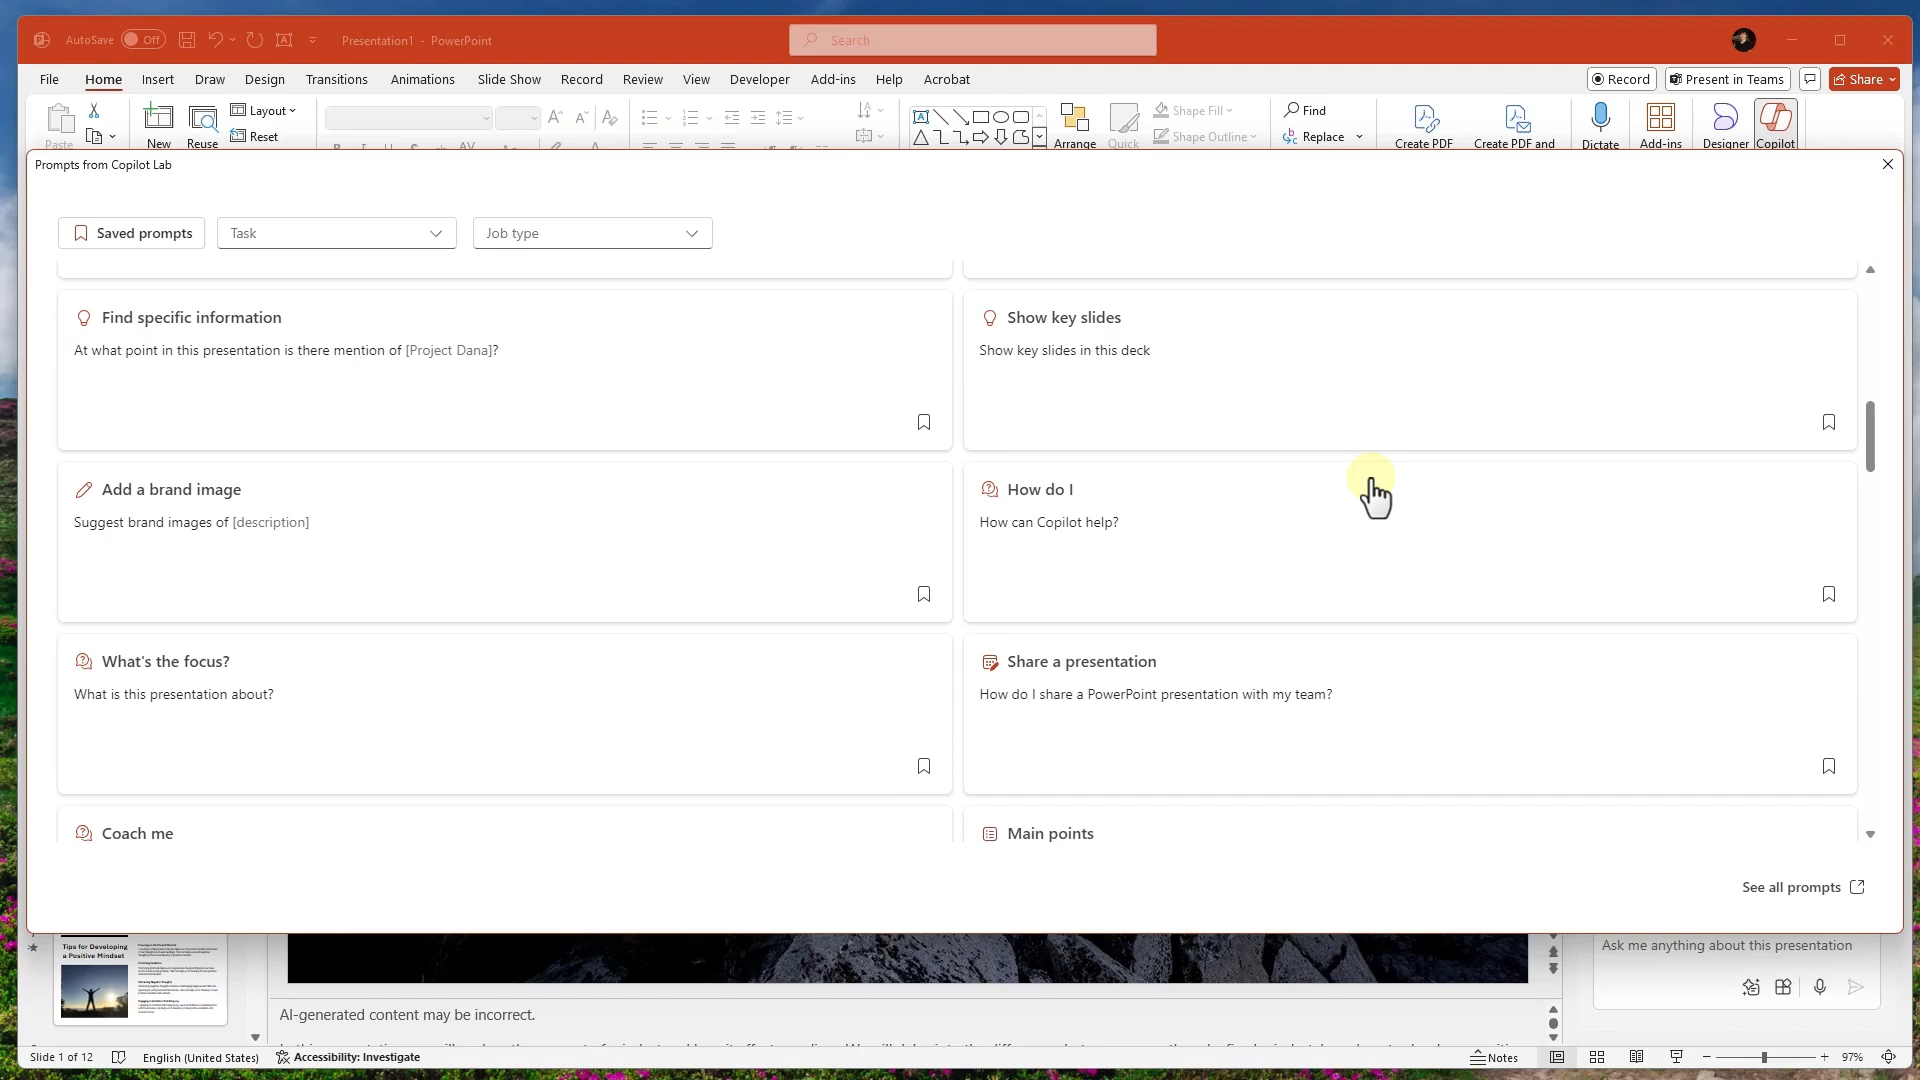 AutoSave Off Presentation1 - PowerPoint Search
File Home Insert Draw Design Transitions Animations Slide Show Record Review View Developer Add-ins Help Acrobat Record Present in Teams Share
Layout Shape Fill Find
Reset Shape Outline Replace
Paste New Reuse Arrange Quick Create PDF Create PDF and Dictate Add-ins Designer Copilot
Prompts from Copilot Lab
Saved prompts Task Job type
Find specific information
At what point in this presentation is there mention of [Project Dana]?
Show key slides
Show key slides in this deck
Add a brand image
Suggest brand images of [description]
How do I
How can Copilot help?
What's the focus?
What is this presentation about?
Share a presentation
How do I share a PowerPoint presentation with my team?
Coach me
Main points
See all prompts
Tips for Developing
a Positive Mindset
Ask me anything about this presentation
AI-generated content may be incorrect.
Slide 1 of 12 English (United States) Accessibility: Investigate Notes 97%